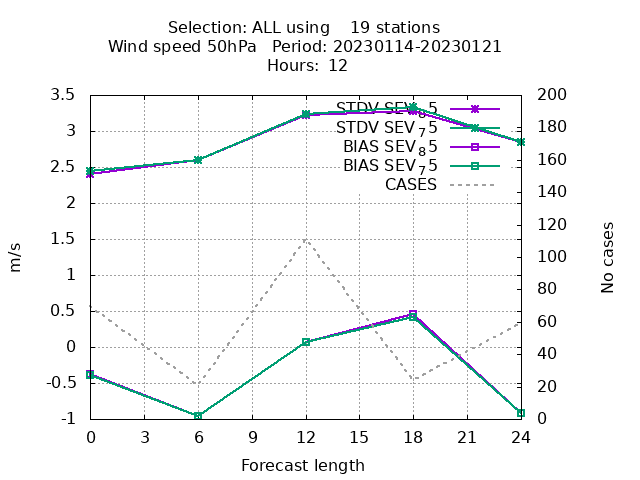 Selection: ALL using 19 stations
Wind speed 50hPa Period: 20230114-20230121
Hours: 12
STDV SEV₈5
STDV SEV₇5
BIAS SEV₈5
BIAS SEV₇5
CASES
3.5
3
2.5
2
1.5
1
0.5
0
-0.5
-1
m/s
200
180
160
140
120
100
80
60
40
20
0
No cases
0 3 6 9 12 15 18 21 24
Forecast length